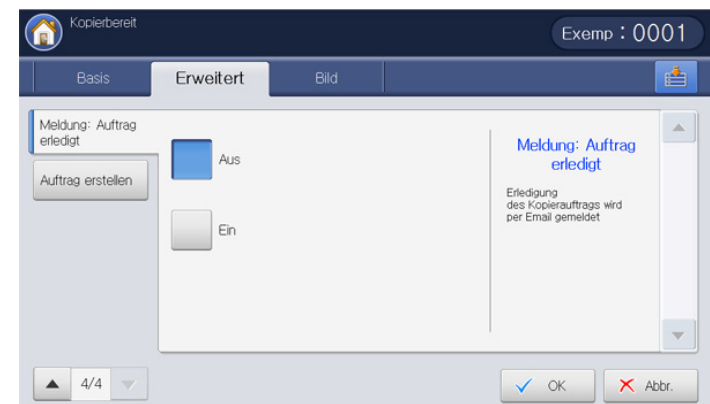 Kopierbereit
Exemp : 0001
Basis
Erweitert
Bild
Meldung: Auftrag
erledigt
Auftrag erstellen
Aus
Ein
Meldung: Auftrag
erledigt
Erledigung
des Kopierauftrags wird
per Email gemeldet
4/4
OK
Abbr.